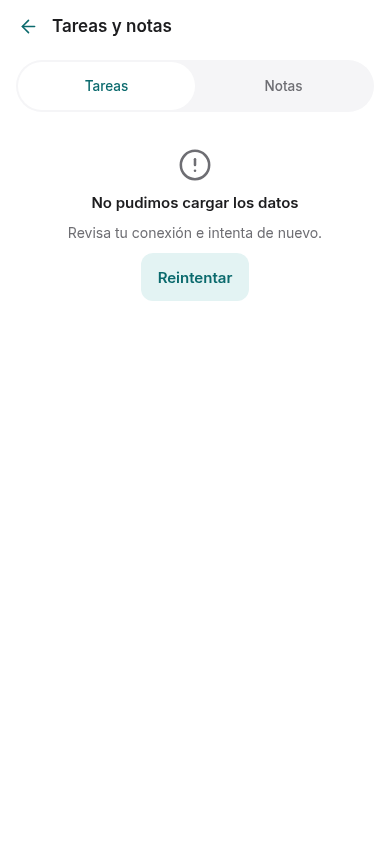 Tareas y notas
Tareas
Notas
No pudimos cargar los datos
Revisa tu conexión e intenta de nuevo.
Reintentar